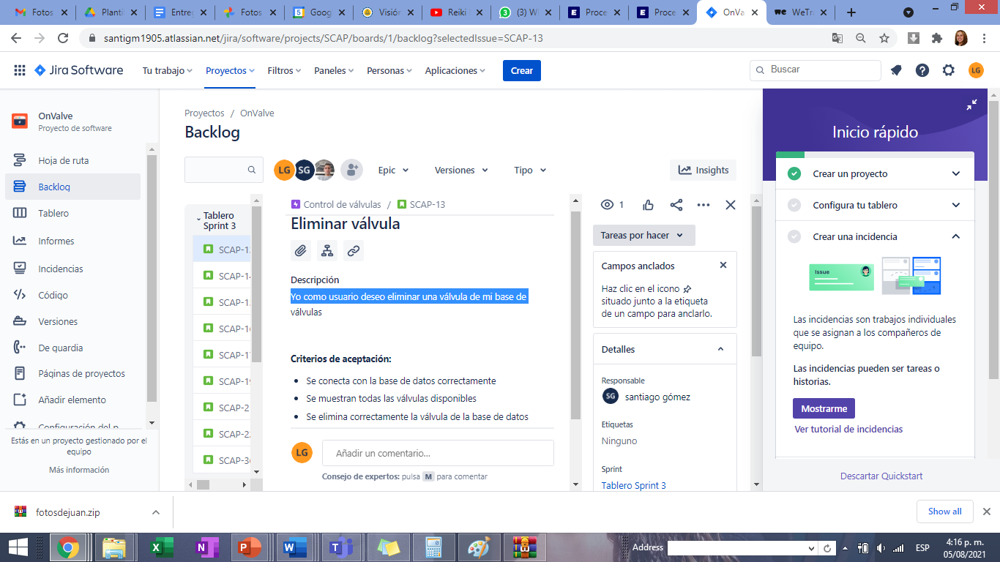 Fotos
Plantil
Entreg
Fotos
Goog
Visión
Reiki
(3) W
Proce
Proce
OnVa
WeTra
santigm1905.atlassian.net/jira/software/projects/SCAP/boards/1/backlog?selectedIssue=SCAP-13
Jira Software
Tu trabajo
Proyectos
Filtros
Paneles
Personas
Aplicaciones
Crear
Buscar
LG
OnValve
Proyecto de software
Hoja de ruta
Backlog
Tablero
Informes
Incidencias
Código
Versiones
De guardia
Páginas de proyectos
Añadir elemento
Configuración del p
Estás en un proyecto gestionado por el
equipo
Más información
Proyectos / OnValve
Backlog
LG
SG
Epic
Versiones
Tipo
Insights
Tablero
Sprint 3
SCAP-1
SCAP-14
SCAP-1
SCAP-16
SCAP-17
SCAP-19
SCAP-2
SCAP-22
SCAP-30
Control de válvulas / SCAP-13
Eliminar válvula
Descripción
Yo como usuario deseo eliminar una válvula de mi base de
válvulas
Criterios de aceptación:
• Se conecta con la base de datos correctamente
• Se muestran todas las válvulas disponibles
• Se elimina correctamente la válvula de la base de datos
LG
Añadir un comentario...
Consejo de expertos: pulsa M para comentar
1
Tareas por hacer
Campos anclados
Haz clic en el icono
situado junto a la etiqueta
de un campo para anclarlo.
Detalles
Responsable
SG santiago gómez
Etiquetas
Ninguno
Sprint
Tablero Sprint 3
Inicio rápido
Crear un proyecto
Configura tu tablero
Crear una incidencia
Issue
Las incidencias son trabajos individuales
que se asignan a los compañeros de
equipo.
Las incidencias pueden ser tareas o
historias.
Mostrarme
Ver tutorial de incidencias
Descartar Quickstart
fotosdejuan.zip
Show all
Address
ESP
4:16 p. m.
05/08/2021